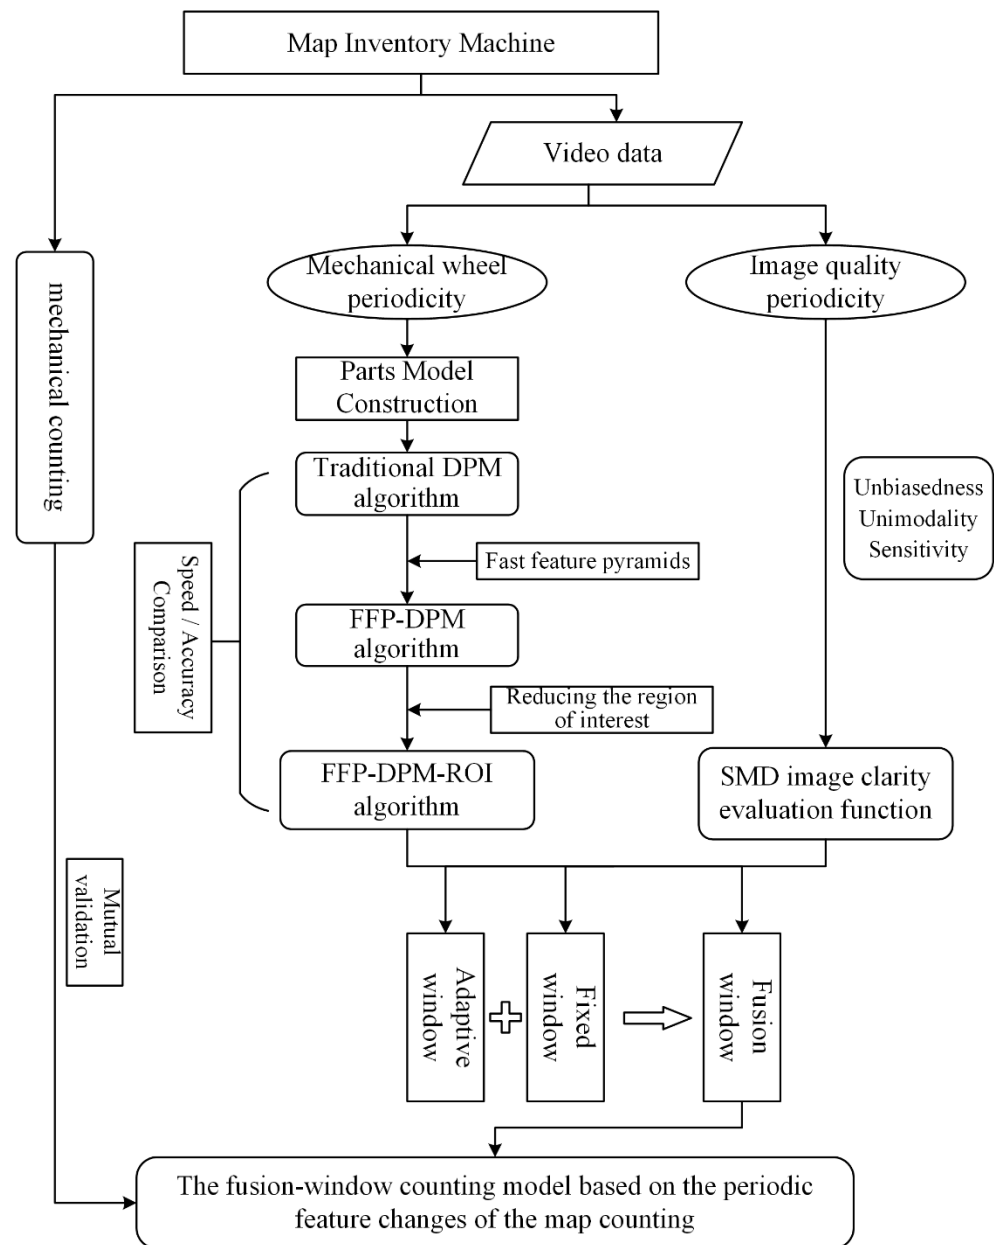 Map Inventory Machine
Video data
mechanical counting
Mechanical wheel
periodicity
Image quality
periodicity
Parts Model
Construction
Traditional DPM
algorithm
Unbiasedness
Unimodality
Sensitivity
Fast feature pyramids
Speed / Accuracy
Comparison
FFP-DPM
algorithm
Reducing the region
of interest
FFP-DPM-ROI
algorithm
SMD image clarity
evaluation function
Mutual
validation
Adaptive
window
Fixed
window
Fusion
window
The fusion-window counting model based on the periodic
feature changes of the map counting